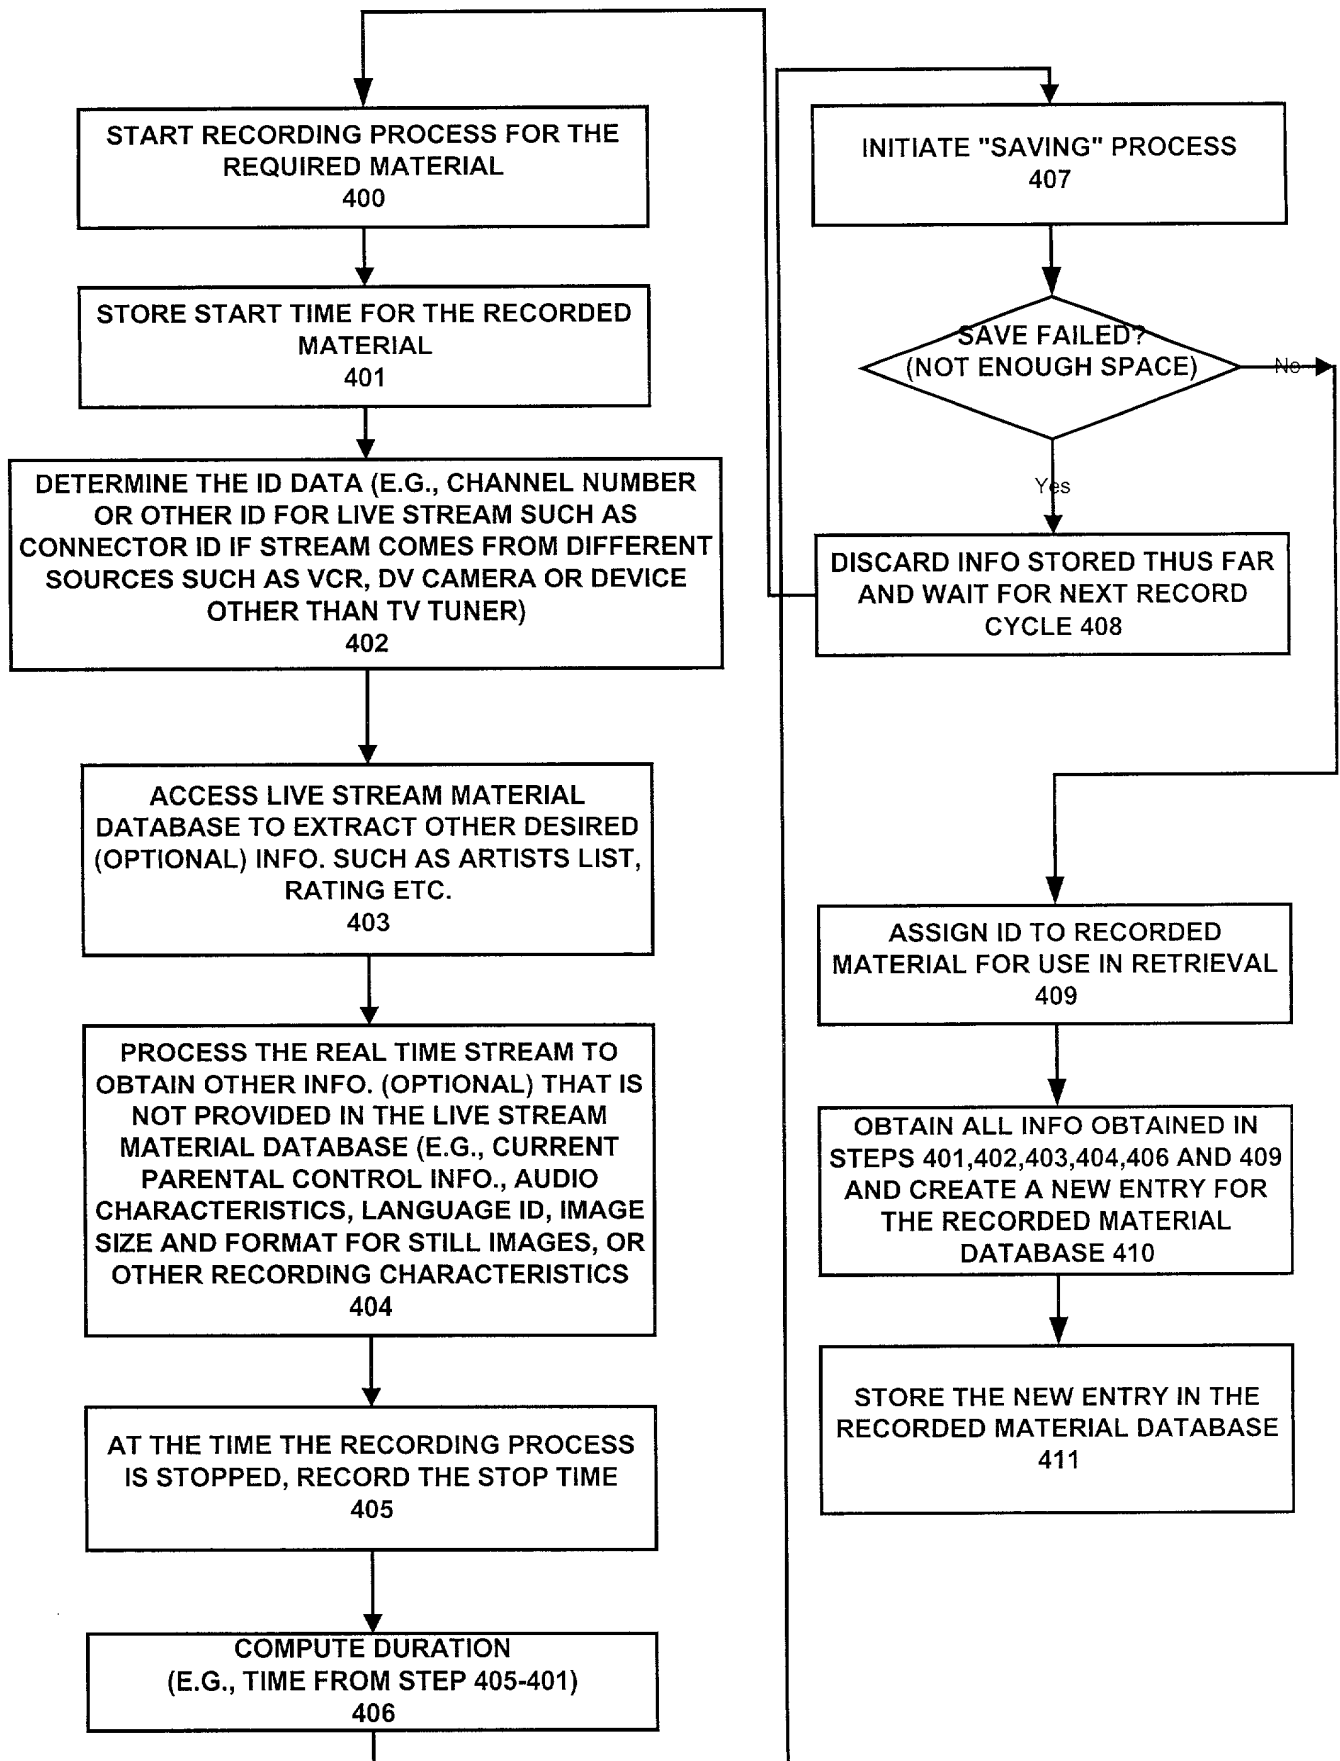 START RECORDING PROCESS FOR THE
REQUIRED MATERIAL
400
STORE START TIME FOR THE RECORDED
MATERIAL
401
DETERMINE THE ID DATA (E.G., CHANNEL NUMBER
OR OTHER ID FOR LIVE STREAM SUCH AS
CONNECTOR ID IF STREAM COMES FROM DIFFERENT
SOURCES SUCH AS VCR, DV CAMERA OR DEVICE
OTHER THAN TV TUNER)
402
ACCESS LIVE STREAM MATERIAL
DATABASE TO EXTRACT OTHER DESIRED
(OPTIONAL) INFO. SUCH AS ARTISTS LIST,
RATING ETC.
403
PROCESS THE REAL TIME STREAM TO
OBTAIN OTHER INFO. (OPTIONAL) THAT IS
NOT PROVIDED IN THE LIVE STREAM
MATERIAL DATABASE (E.G., CURRENT
PARENTAL CONTROL INFO., AUDIO
CHARACTERISTICS, LANGUAGE ID, IMAGE
SIZE AND FORMAT FOR STILL IMAGES, OR
OTHER RECORDING CHARACTERISTICS
404
AT THE TIME THE RECORDING PROCESS
IS STOPPED, RECORD THE STOP TIME
405
COMPUTE DURATION
(E.G., TIME FROM STEP 405-401)
406
INITIATE "SAVING" PROCESS
407
SAVE FAILED?
(NOT ENOUGH SPACE)
No
Yes
DISCARD INFO STORED THUS FAR
AND WAIT FOR NEXT RECORD
CYCLE 408
ASSIGN ID TO RECORDED
MATERIAL FOR USE IN RETRIEVAL
409
OBTAIN ALL INFO OBTAINED IN
STEPS 401,402,403,404,406 AND 409
AND CREATE A NEW ENTRY FOR
THE RECORDED MATERIAL
DATABASE 410
STORE THE NEW ENTRY IN THE
RECORDED MATERIAL DATABASE
411